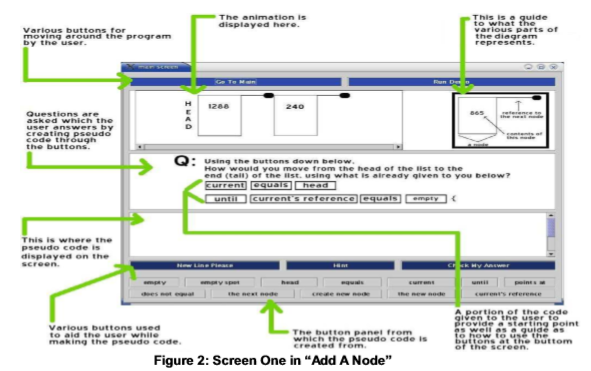 Various buttons for
moving around the program
by the user.
The animation is
displayed here.
This is a guide
to what the
various parts of
the diagram
represents.
Go To Main
Run Down
H
E
A
D
1288
240
865
reference to
the next node
contents of
this node
a node
Questions are
asked which the
user answers by
creating pseudo
code through
the buttons.
Q: Using the buttons down below.
How would you move from the head of the list to the
end (tail) of the list, using what is already given to you below?
current equals head
until current's reference equals empty {
This is where the
pseudo code is
displayed on the
screen.
New Line Please
Hint
Check My Answer
empty
empty spot
head
equals
current
until
points at
does not equal
the next node
create new node
the new node
current's reference
Various buttons used
to aid the user while
making the pseudo code.
The button panel from
which the pseudo code is
created from.
A portion of the code
given to the user to
provide a starting point
as well as a guide as
to how to use the
buttons at the buttom
of the screen.
Figure 2: Screen One in “Add A Node”